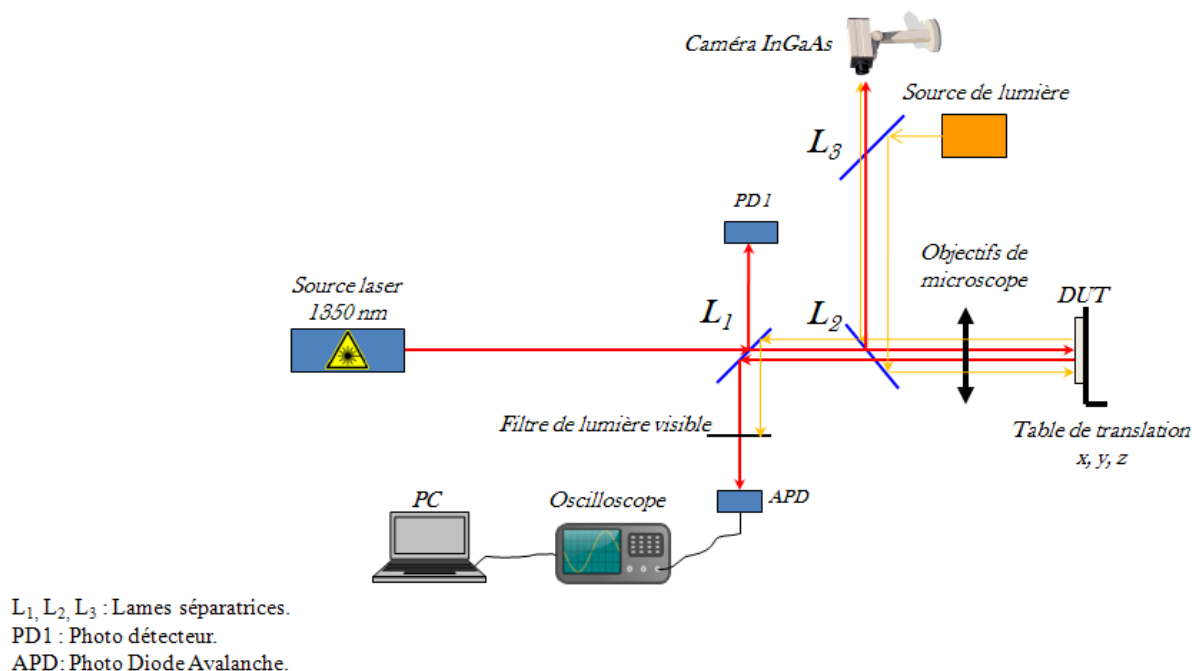 Caméra InGaAs
Source de lumière
L3
PD1
Objectifs de
microscope
Source laser
1350 nm
DUT
L1
L2
Filtre de lumière visible
Table de translation
x, y, z
PC
Oscilloscope
APD
L1, L2, L3 : Lames séparatrices.
PD1 : Photo détecteur.
APD: Photo Diode Avalanche.